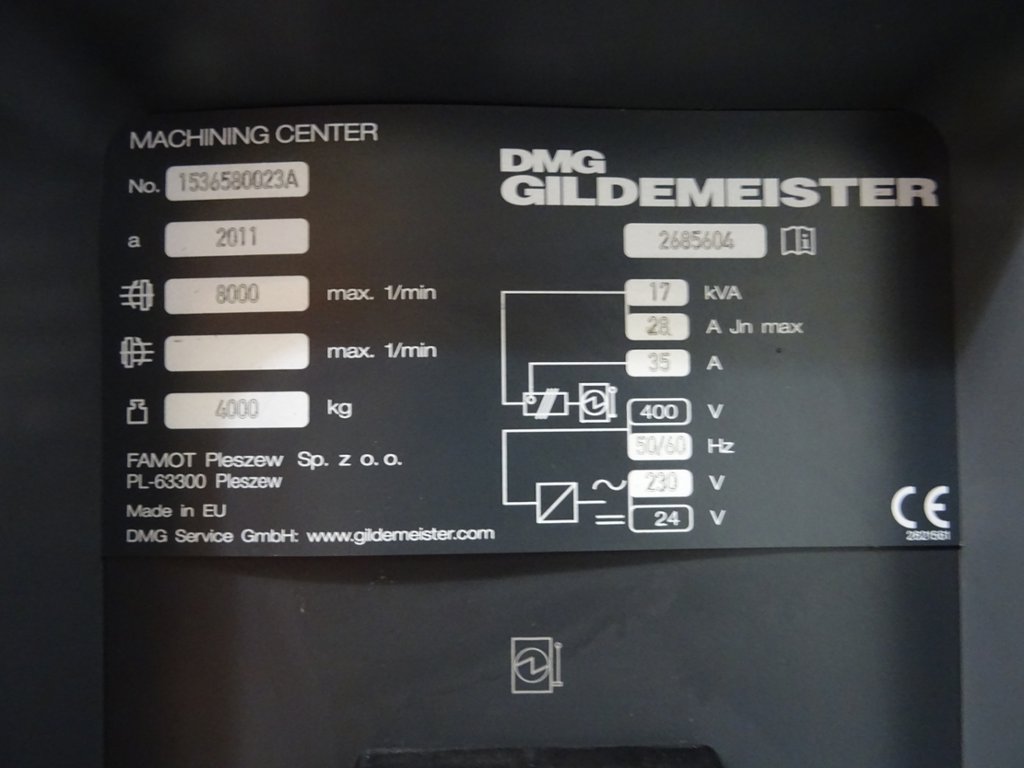 MACHINING CENTER
No. 1536580023A
a 2011
8000 max. 1/min
max. 1/min
4000 kg
FAMOT Pleszew Sp. z o.o.
PL-63300 Pleszew
Made in EU
DMG Service GmbH: www.gildemeister.com
DMG
GILDEMEISTER
2685604
17 kVA
28 A Jn max
35 A
400 V
50/60 Hz
230 V
24 V
CE